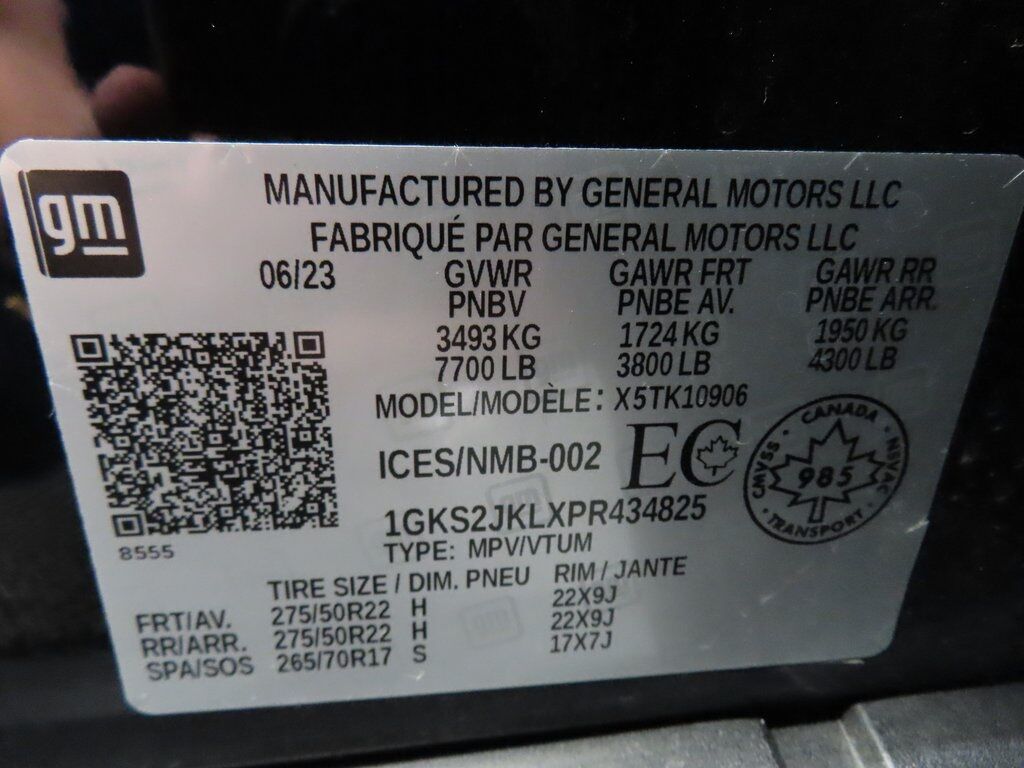 gm
MANUFACTURED BY GENERAL MOTORS LLC
FABRIQUÉ PAR GENERAL MOTORS LLC
06/23 GVWR GAWR FRT GAWR RR
PNBV PNBE AV. PNBE ARR.
3493 KG 1724 KG 1950 KG
7700 LB 3800 LB 4300 LB
MODEL/MODÈLE: X5TK10906
ICES/NMB-002 EC
CANADA
CMVSS 985 NSVAC
TRANSPORT
1GKS2JKLXPR434825
8555
TYPE: MPV/VTUM
TIRE SIZE / DIM. PNEU RIM / JANTE
FRT/AV. 275/50R22 H 22X9J
RR/ARR. 275/50R22 H 22X9J
SPA/SOS 265/70R17 S 17X7J